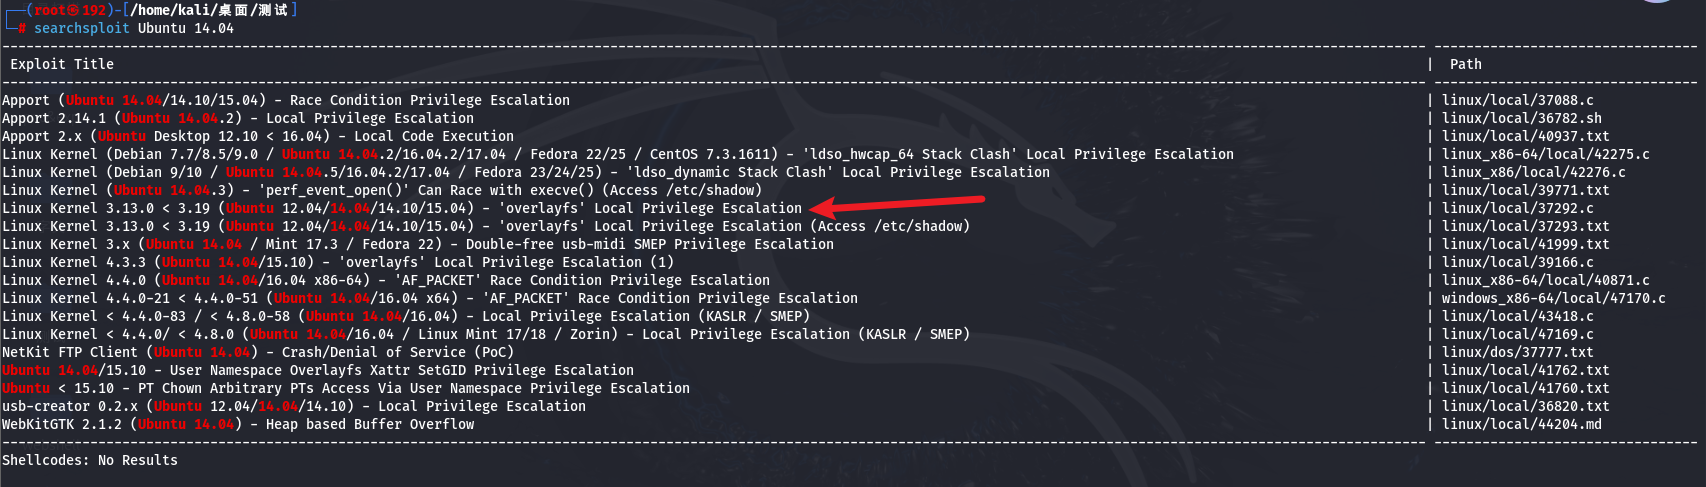 ┌──(root㉿192)-[/home/kali/桌面/测试]
└─# searchsploit Ubuntu 14.04
Exploit Title | Path
Apport (Ubuntu 14.04/14.10/15.04) - Race Condition Privilege Escalation | linux/local/37088.c
Apport 2.14.1 (Ubuntu 14.04.2) - Local Privilege Escalation | linux/local/36782.sh
Apport 2.x (Ubuntu Desktop 12.10 < 16.04) - Local Code Execution | linux/local/40937.txt
Linux Kernel (Debian 7.7/8.5/9.0 / Ubuntu 14.04.2/16.04.2/17.04 / Fedora 22/25 / CentOS 7.3.1611) - 'ldso_hwcap_64 Stack Clash' Local Privilege Escalation | linux_x86-64/local/42275.c
Linux Kernel (Debian 9/10 / Ubuntu 14.04.5/16.04.2/17.04 / Fedora 23/24/25) - 'ldso_dynamic Stack Clash' Local Privilege Escalation | linux_x86/local/42276.c
Linux Kernel (Ubuntu 14.04.3) - 'perf_event_open()' Can Race with execve() (Access /etc/shadow) | linux/local/39771.txt
Linux Kernel 3.13.0 < 3.19 (Ubuntu 12.04/14.04/14.10/15.04) - 'overlayfs' Local Privilege Escalation | linux/local/37292.c
Linux Kernel 3.13.0 < 3.19 (Ubuntu 12.04/14.04/14.10/15.04) - 'overlayfs' Local Privilege Escalation (Access /etc/shadow) | linux/local/37293.txt
Linux Kernel 3.x (Ubuntu 14.04 / Mint 17.3 / Fedora 22) - Double-free usb-midi SMEP Privilege Escalation | linux/local/41999.txt
Linux Kernel 4.3.3 (Ubuntu 14.04/15.10) - 'overlayfs' Local Privilege Escalation (1) | linux/local/39166.c
Linux Kernel 4.4.0 (Ubuntu 14.04/16.04 x86-64) - 'AF_PACKET' Race Condition Privilege Escalation | linux_x86-64/local/40871.c
Linux Kernel 4.4.0-21 < 4.4.0-51 (Ubuntu 14.04/16.04 x64) - 'AF_PACKET' Race Condition Privilege Escalation | windows_x86-64/local/47170.c
Linux Kernel < 4.4.0-83 / < 4.8.0-58 (Ubuntu 14.04/16.04) - Local Privilege Escalation (KASLR / SMEP) | linux/local/43418.c
Linux Kernel < 4.4.0/ < 4.8.0 (Ubuntu 14.04/16.04 / Linux Mint 17/18 / Zorin) - Local Privilege Escalation (KASLR / SMEP) | linux/local/47169.c
NetKit FTP Client (Ubuntu 14.04) - Crash/Denial of Service (PoC) | linux/dos/37777.txt
Ubuntu 14.04/15.10 - User Namespace Overlayfs Xattr SetGID Privilege Escalation | linux/local/41762.txt
Ubuntu < 15.10 - PT Chown Arbitrary PTs Access Via User Namespace Privilege Escalation | linux/local/41760.txt
usb-creator 0.2.x (Ubuntu 12.04/14.04/14.10) - Local Privilege Escalation | linux/local/36820.txt
WebKitGTK 2.1.2 (Ubuntu 14.04) - Heap based Buffer Overflow | linux/local/44204.md
Shellcodes: No Results